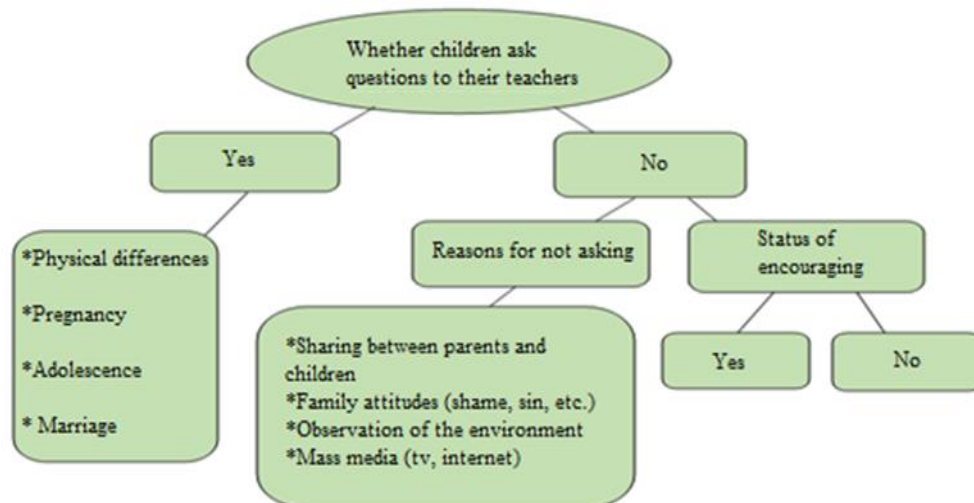 Whether children ask
questions to their teachers
Yes
No
*Physical differences
*Pregnancy
*Adolescence
* Marriage
Reasons for not asking
Status of
encouraging
*Sharing between parents and
children
*Family attitudes (shame, sin, etc.)
*Observation of the environment
*Mass media (tv, internet)
Yes
No